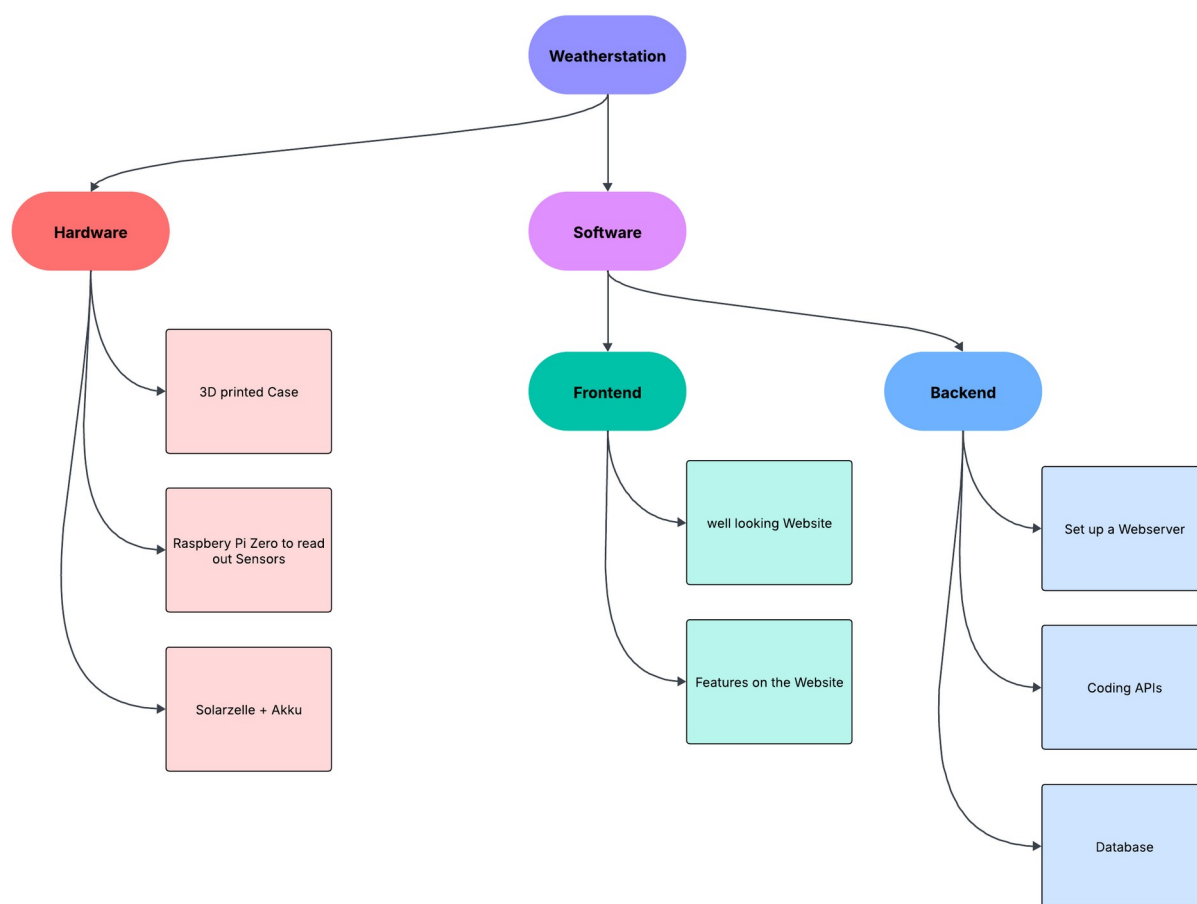 Weatherstation
Hardware
Software
3D printed Case
Frontend
Backend
well looking Website
Set up a Webserver
Raspbery Pi Zero to read
out Sensors
Features on the Website
Coding APIs
Solarzelle + Akku
Database